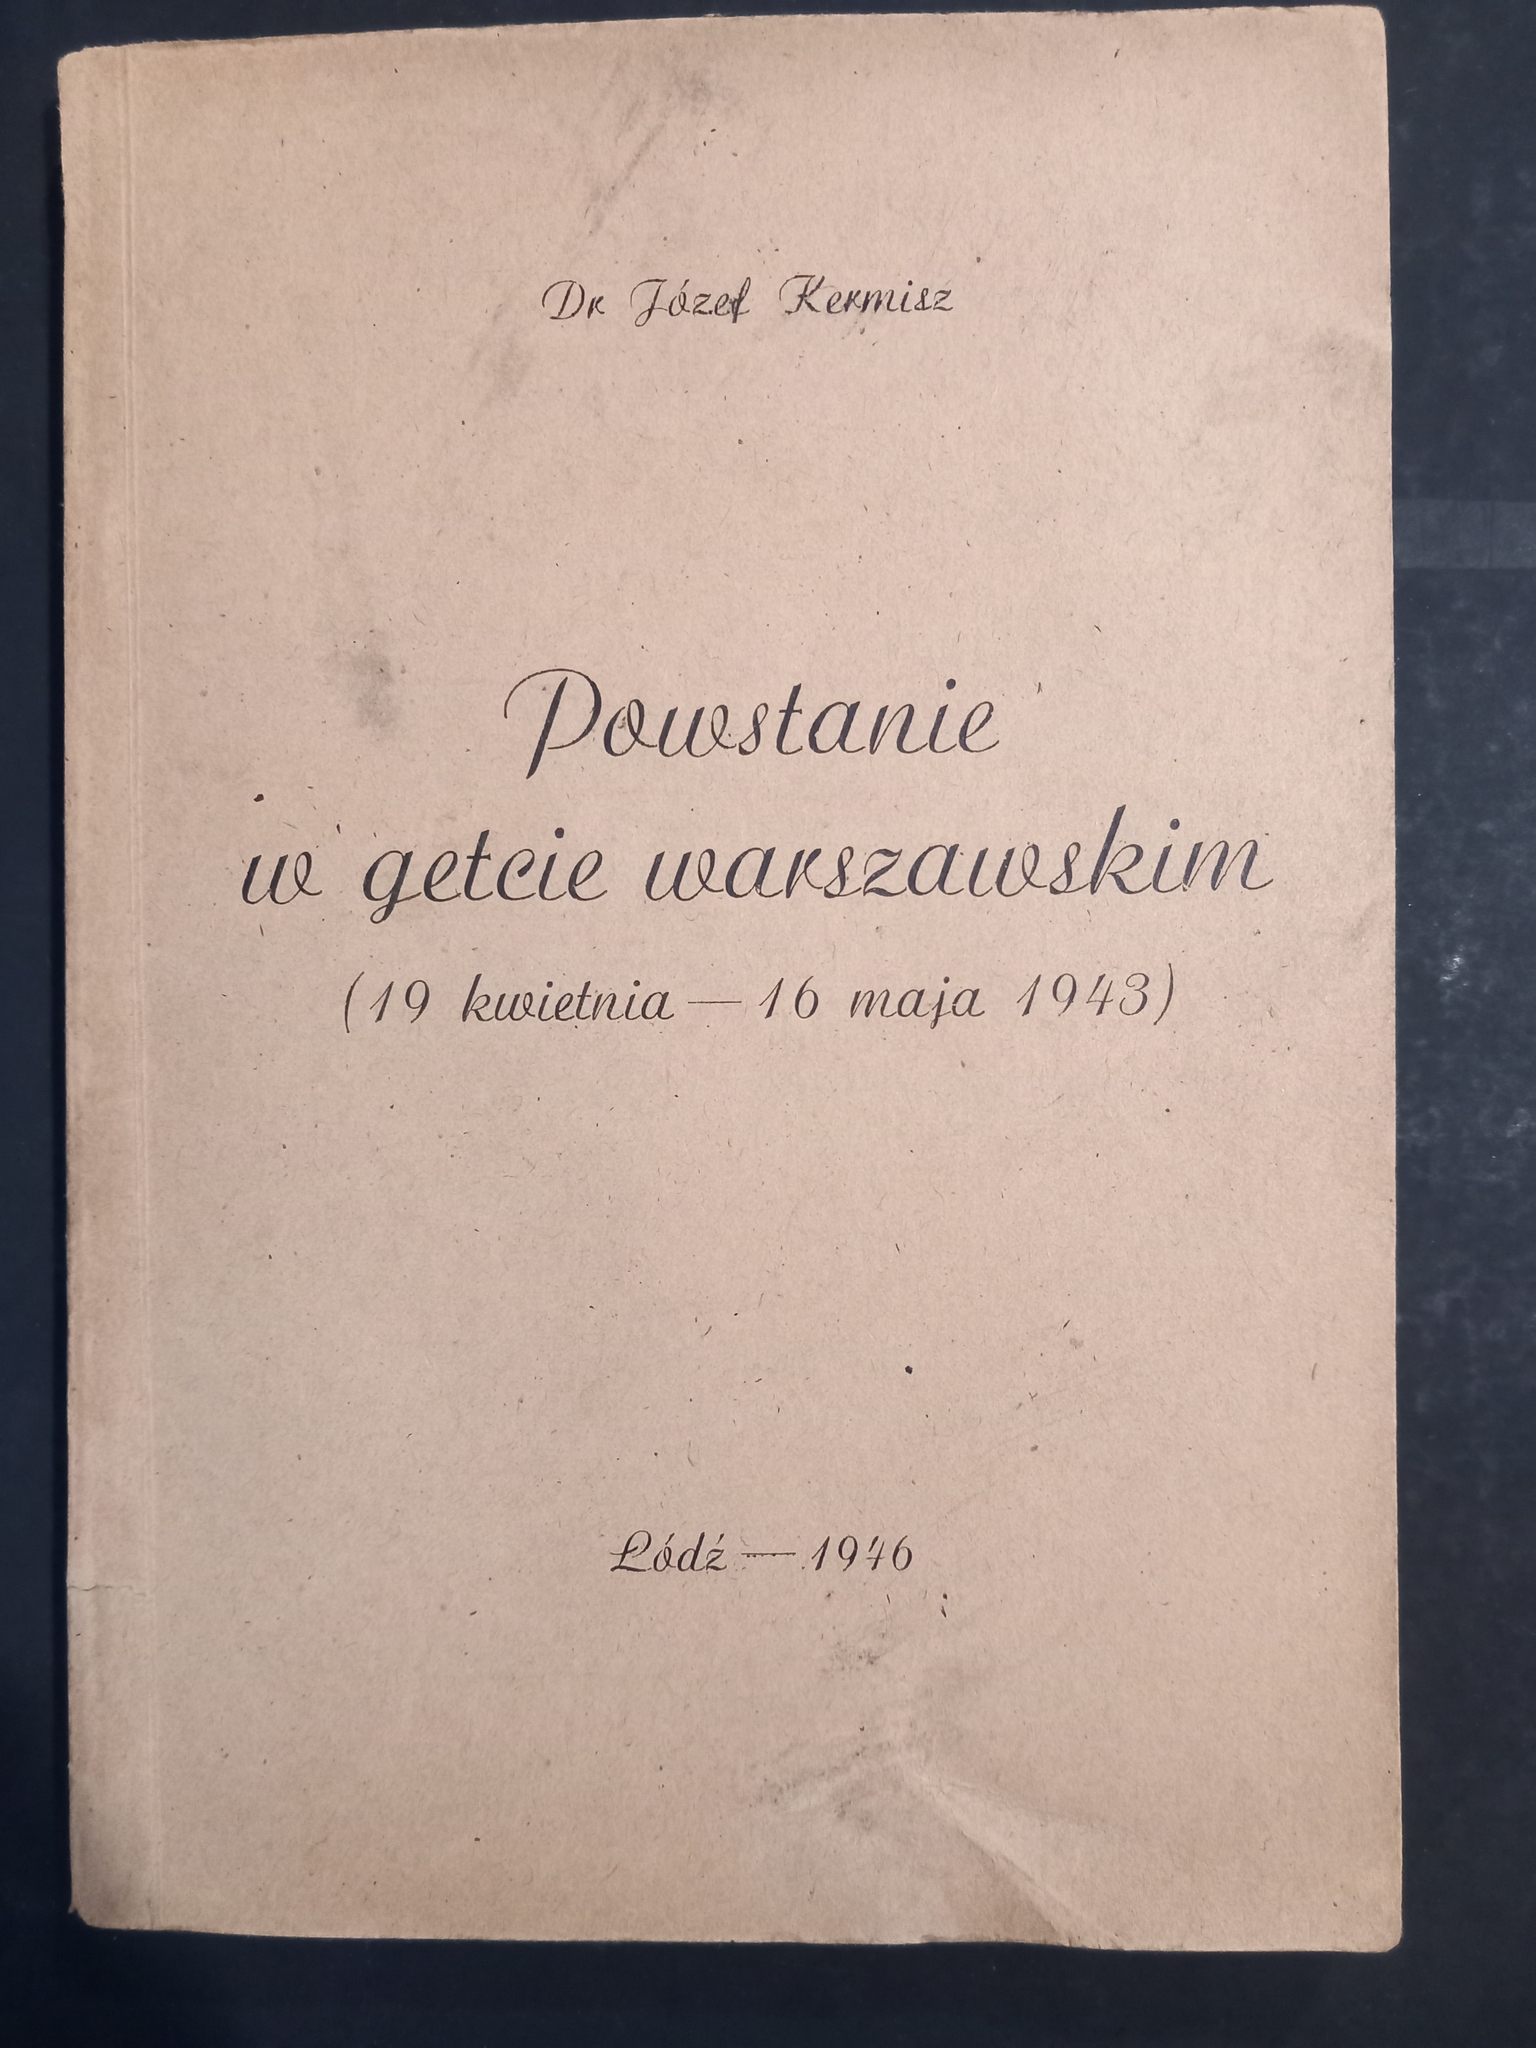 Dr Józef Kermisz
Powstanie
w getcie warszawskim
(19 kwietnia — 16 maja 1943)
Łódź — 1946